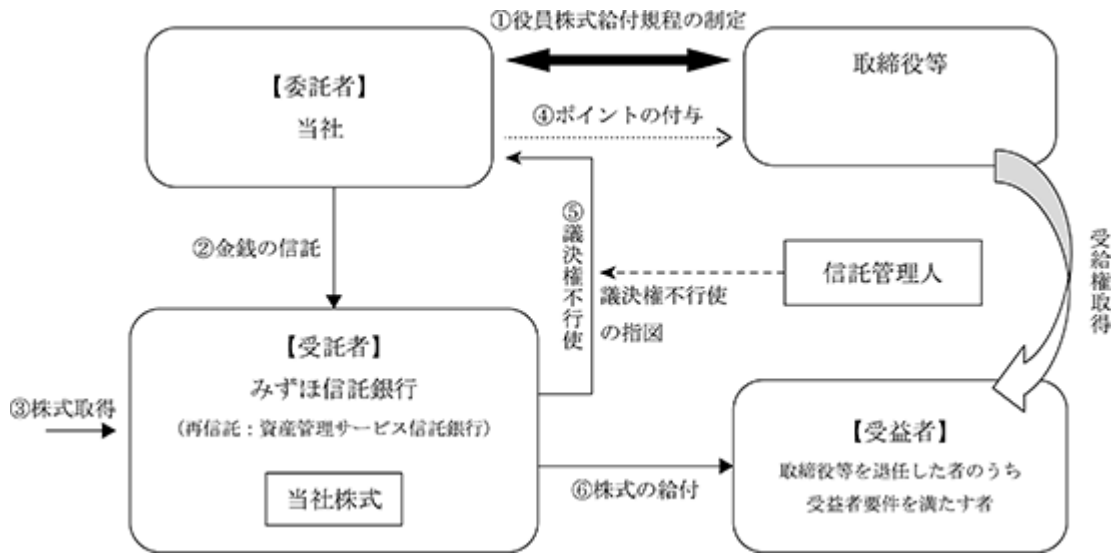 ①役員株式給付規程の制定
【委託者】
当社
取締役等
④ポイントの付与
②金銭の信託
⑤議決権不行使
議決権不行使
の指図
信託管理人
受給権取得
【受託者】
みずほ信託銀行
(再信託：資産管理サービス信託銀行)
③株式取得
当社株式
⑥株式の給付
【受益者】
取締役等を退任した者のうち
受益者要件を満たす者